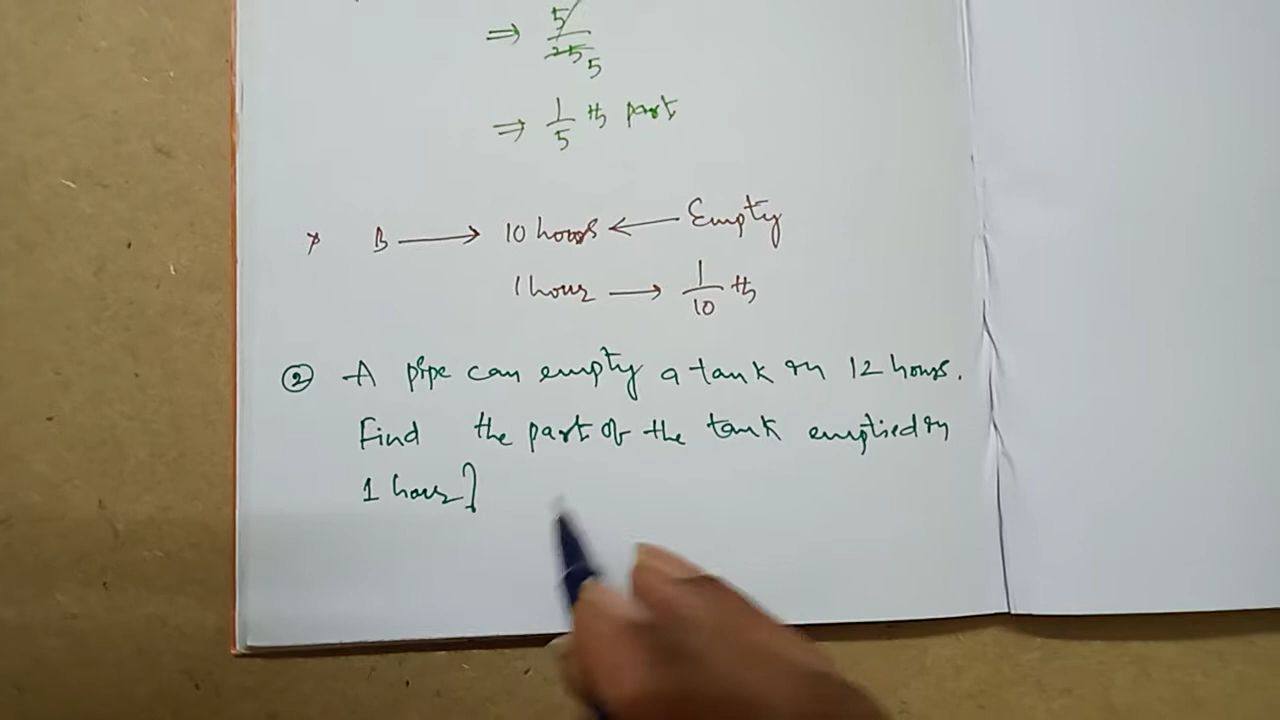 ⇒ 5/25 5
⇒ 1/5 th part
* B → 10 hours ← Empty
1 hour → 1/10 th
② A pipe can empty a tank in 12 hours.
Find the part of the tank emptied in
1 hour?